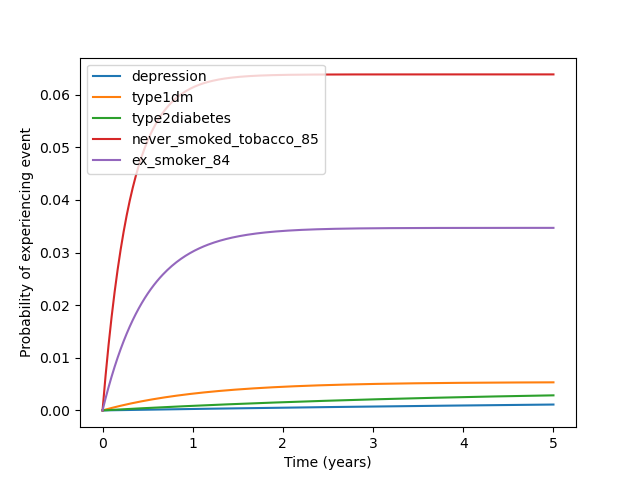 depression
type1dm
type2diabetes
never_smoked_tobacco_85
ex_smoker_84
Probability of experiencing event
0.06
0.05
0.04
0.03
0.02
0.01
0.00
0 1 2 3 4 5
Time (years)